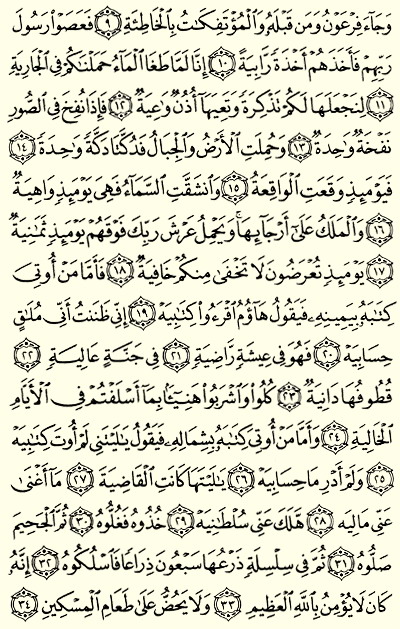 وَجَآءَ فِرْعَوْنُ وَمَن قَبْلَهُۥ وَٱلْمُؤْتَفِكَـٰتُ بِٱلْخَاطِئَةِ ٩ فَعَصَوْا۟ رَسُولَ
رَبِّهِمْ فَأَخَذَهُمْ أَخْذَةً رَّابِيَةً ١٠ إِنَّا لَمَّا طَغَا ٱلْمَآءُ حَمَلْنَـٰكُمْ فِى ٱلْجَارِيَةِ
١١ لِنَجْعَلَهَا لَكُمْ تَذْكِرَةً وَتَعِيَهَآ أُذُنٌ وَٰعِيَةٌ ١٢ فَإِذَا نُفِخَ فِى ٱلصُّورِ
نَفْخَةٌ وَٰحِدَةٌ ١٣ وَحُمِلَتِ ٱلْأَرْضُ وَٱلْجِبَالُ فَدُكَّتَا دَكَّةً وَٰحِدَةً ١٤
فَيَوْمَئِذٍ وَقَعَتِ ٱلْوَاقِعَةُ ١٥ وَٱنشَقَّتِ ٱلسَّمَآءُ فَهِىَ يَوْمَئِذٍ وَاهِيَةٌ
١٦ وَٱلْمَلَكُ عَلَىٰٓ أَرْجَآئِهَا ۚ وَيَحْمِلُ عَرْشَ رَبِّكَ فَوْقَهُمْ يَوْمَئِذٍ ثَمَـٰنِيَةٌ
١٧ يَوْمَئِذٍ تُعْرَضُونَ لَا تَخْفَىٰ مِنكُمْ خَافِيَةٌ ١٨ فَأَمَّا مَنْ أُوتِىَ
كِتَـٰبَهُۥ بِيَمِينِهِۦ فَيَقُولُ هَآؤُمُ ٱقْرَءُوا۟ كِتَـٰبِيَهْ ١٩ إِنِّى ظَنَنتُ أَنِّى مُلَـٰقٍ
حِسَابِيَهْ ٢٠ فَهُوَ فِى عِيشَةٍ رَّاضِيَةٍ ٢١ فِى جَنَّةٍ عَالِيَةٍ ٢٢
قُطُوفُهَا دَانِيَةٌ ٢٣ كُلُوا۟ وَٱشْرَبُوا۟ هَنِيٓـًٔۢا بِمَآ أَسْلَفْتُمْ فِى ٱلْأَيَّامِ
ٱلْخَالِيَةِ ٢٤ وَأَمَّا مَنْ أُوتِىَ كِتَـٰبَهُۥ بِشِمَالِهِۦ فَيَقُولُ يَـٰلَيْتَنِى لَمْ أُوتَ كِتَـٰبِيَهْ
٢٥ وَلَمْ أَدْرِ مَا حِسَابِيَهْ ٢٦ يَـٰلَيْتَهَا كَانَتِ ٱلْقَاضِيَةَ ٢٧ مَآ أَغْنَىٰ
عَنِّى مَالِيَهْ ٢٨ هَلَكَ عَنِّى سُلْطَـٰنِيَهْ ٢٩ خُذُوهُ فَغُلُّوهُ ٣٠ ثُمَّ ٱلْجَحِيمَ
صَلُّوهُ ٣١ ثُمَّ فِى سِلْسِلَةٍ ذَرْعُهَا سَبْعُونَ ذِرَاعًا فَٱسْلُكُوهُ ٣٢ إِنَّهُۥ
كَانَ لَا يُؤْمِنُ بِٱللَّهِ ٱلْعَظِيمِ ٣٣ وَلَا يَحُضُّ عَلَىٰ طَعَامِ ٱلْمِسْكِينِ ٣٤